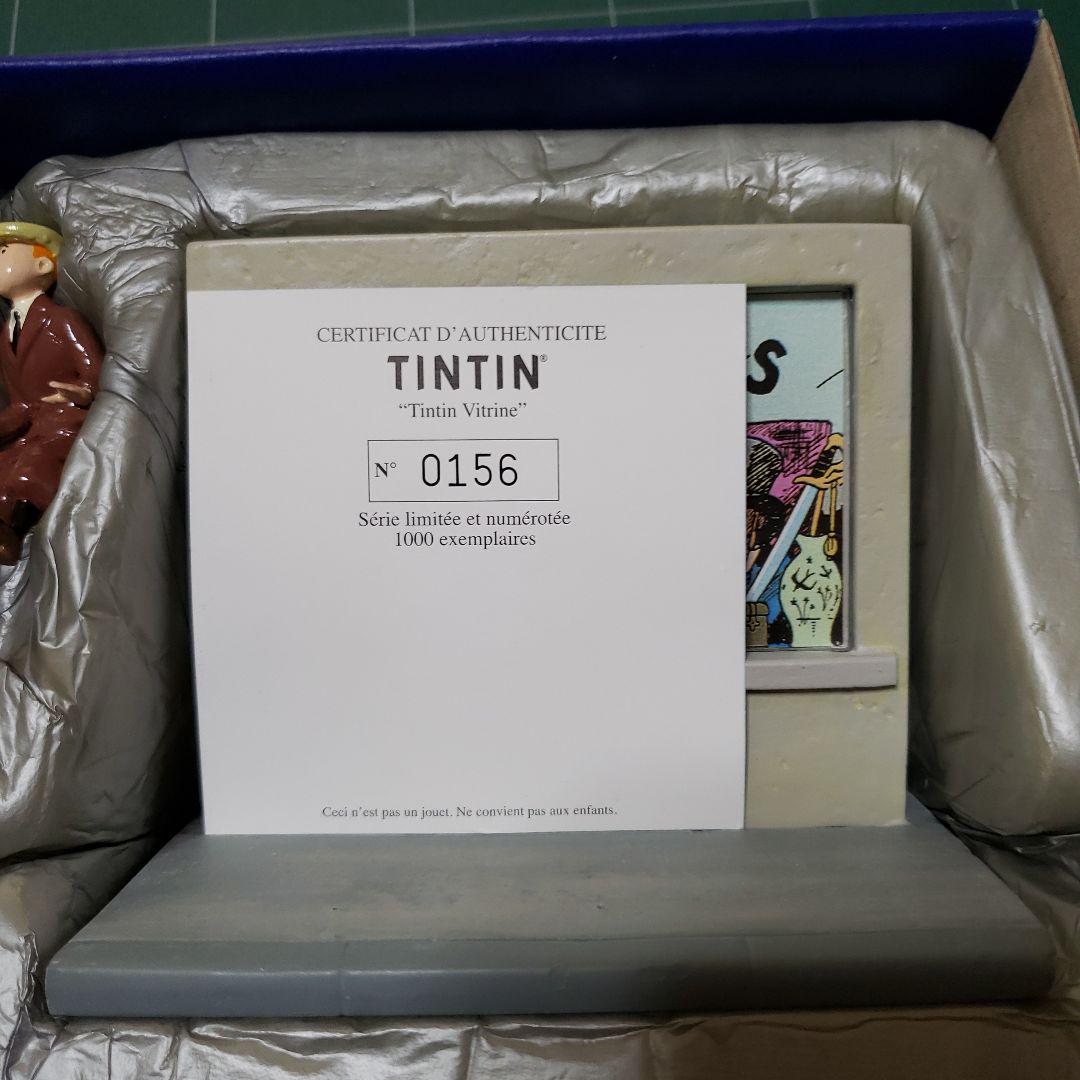 CERTIFICAT D'AUTHENTICITE
TINTIN®
“Tintin Vitrine”
N° 0156
Série limitée et numérotée
1000 exemplaires
Ceci n'est pas un jouet. Ne convient pas aux enfants.
S